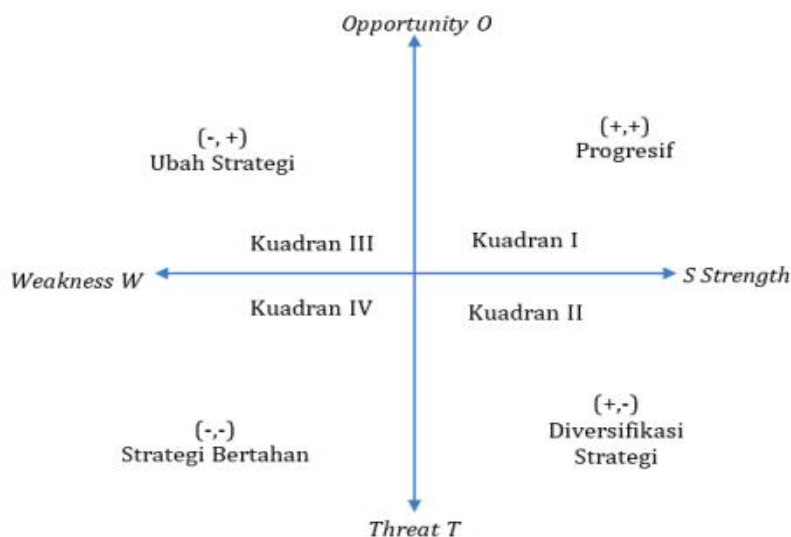 Opportunity O
(-, +)
Ubah Strategi
(+,+)
Progresif
Kuadran III
Kuadran I
Weakness W
S Strength
Kuadran IV
Kuadran II
(-,-)
Strategi Bertahan
(+,-)
Diversifikasi
Strategi
Threat T